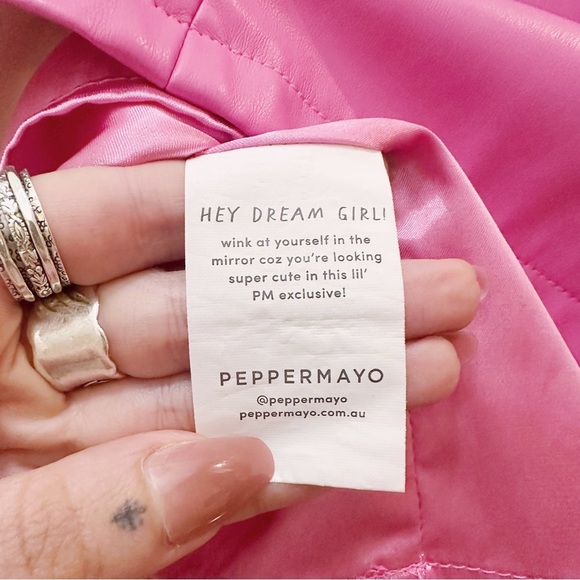 HEY DREAM GIRL!
wink at yourself in the
mirror coz you're looking
super cute in this lil'
PM exclusive!
PEPPERMAYO
@peppermayo
peppermayo.com.au